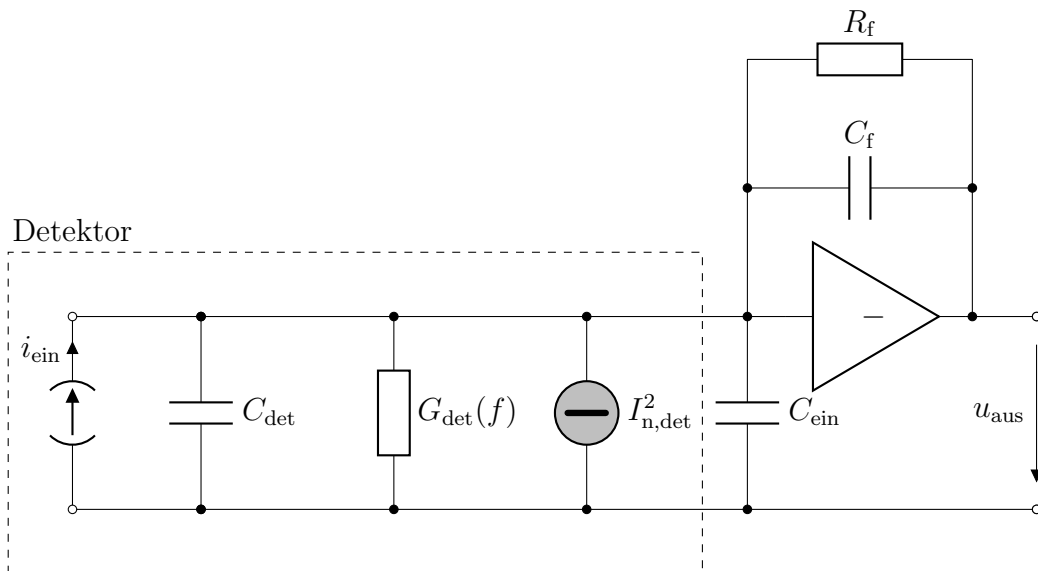 R_f
C_f
Detektor
i_ein
C_det
G_det(f)
I²_n,det
C_ein
u_aus
−